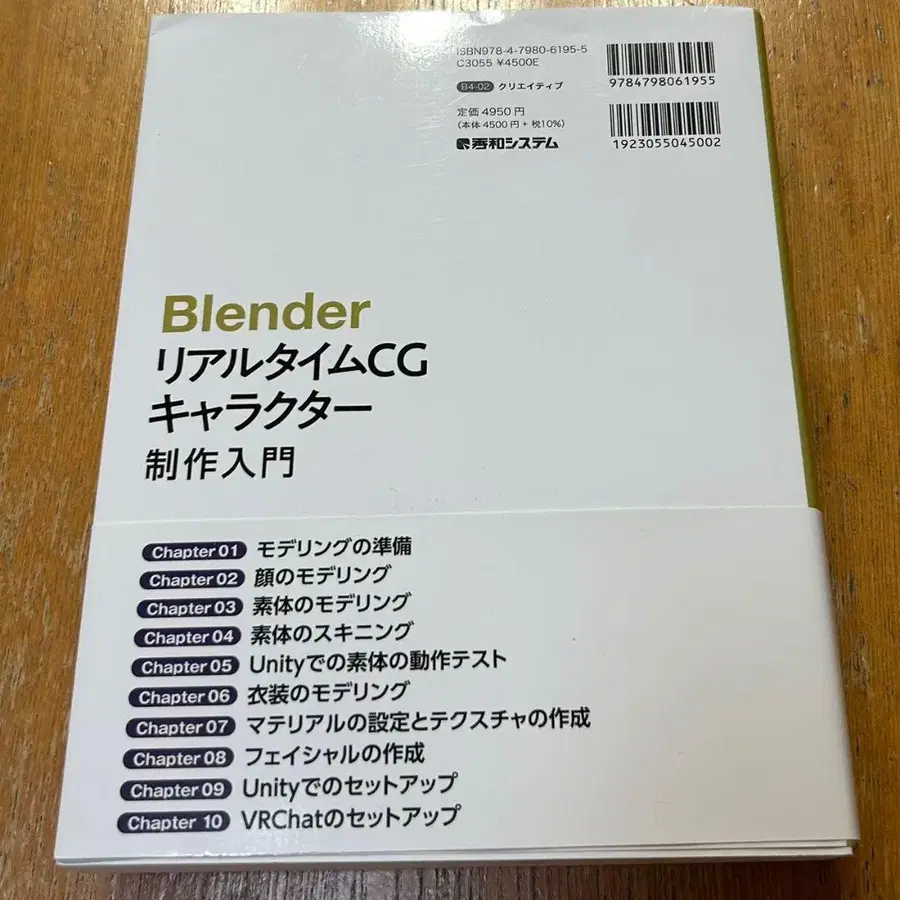 ISBN978-4-7980-6195-5
C3055 ¥4500E
B4-02 クリエイティブ
定価 4950 円
(本体 4500 円+税10%)
秀和システム
9784798061955
1923055045002
Blender
リアルタイムCG
キャラクター
制作入門
Chapter 01 モデリングの準備
Chapter 02 顔のモデリング
Chapter 03 素体のモデリング
Chapter 04 素体のスキニング
Chapter 05 Unityでの素体の動作テスト
Chapter 06 衣装のモデリング
Chapter 07 マテリアルの設定とテクスチャの作成
Chapter 08 フェイシャルの作成
Chapter 09 Unityでのセットアップ
Chapter 10 VRChatのセットアップ